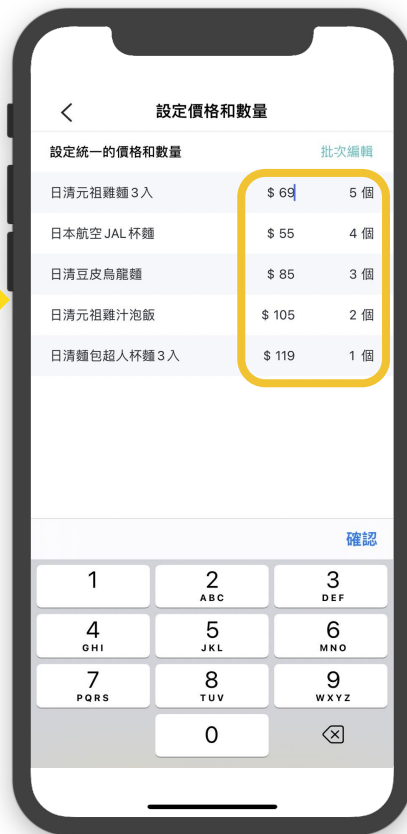 設定價格和數量
設定統一的價格和數量 批次編輯
日清元祖雞麵3入 $ 69 5 個
日本航空JAL杯麵 $ 55 4 個
日清豆皮烏龍麵 $ 85 3 個
日清元祖雞汁泡飯 $ 105 2 個
日清麵包超人杯麵3入 $ 119 1 個
確認
1 2 3
ABC DEF
4 5 6
GHI JKL MNO
7 8 9
PQRS TUV WXYZ
0